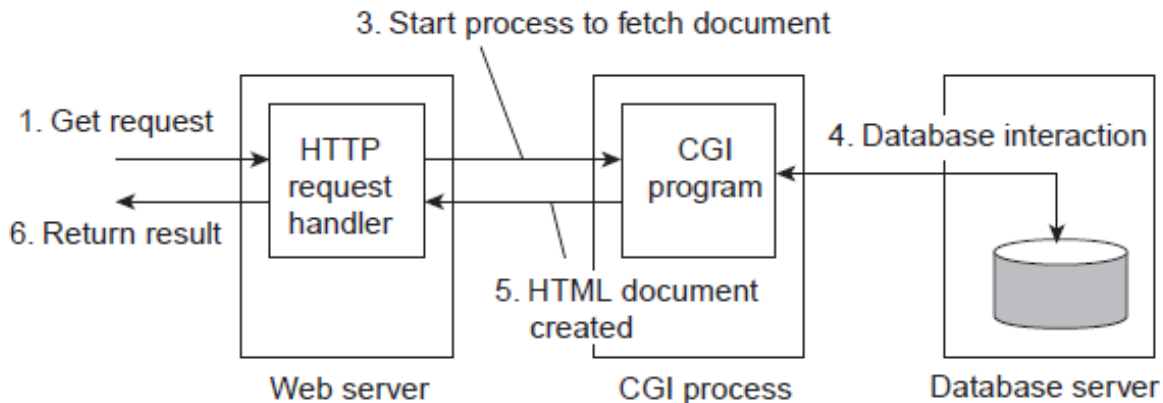 3. Start process to fetch document
1. Get request
HTTP
request
handler
CGI
program
4. Database interaction
6. Return result
5. HTML document
created
Web server
CGI process
Database server